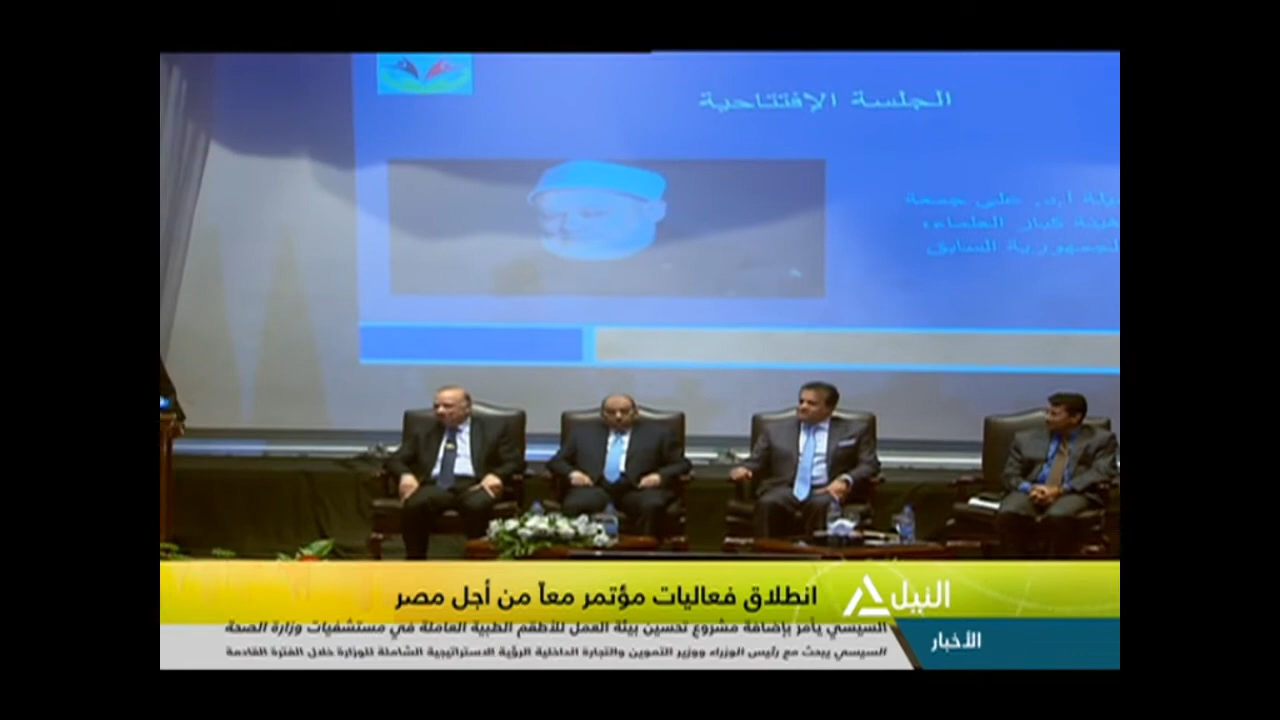 الجلسة الإفتتاحية
أ.د. على جمعة
هيئة كبار العلماء
الجمهورية السابق
النيل
انطلاق فعاليات مؤتمر معاً من أجل مصر
الأخبار
السيسي يأمر بإضافة مشروع تحسين بيئة العمل للأطقم الطبية العاملة في مستشفيات وزارة الصحة
السيسي يبحث مع رئيس الوزراء ووزير التموين والتجارة الداخلية الرؤية الاستراتيجية الشاملة للوزارة خلال الفترة القادمة